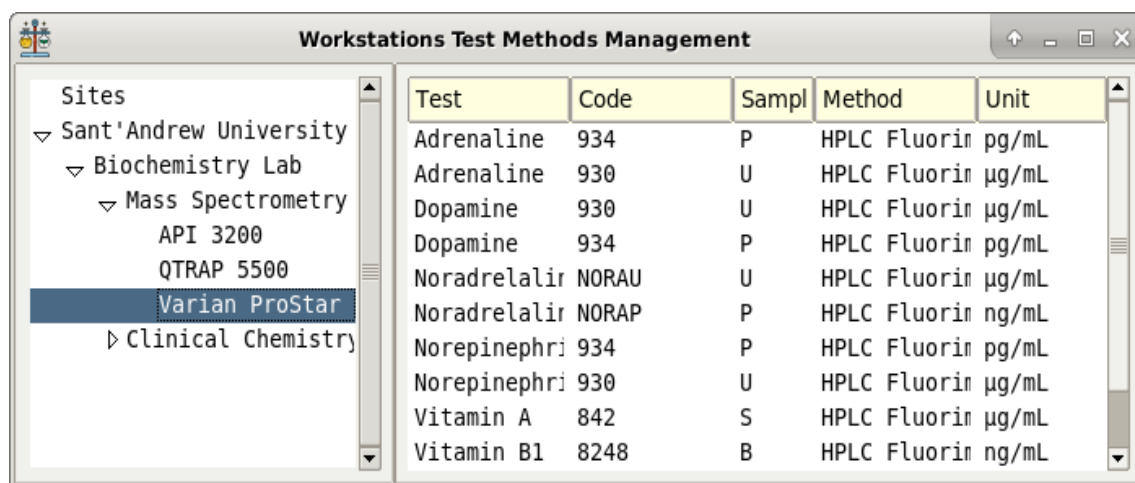 Workstations Test Methods Management
Sites
Sant'Andrew University
Biochemistry Lab
Mass Spectrometry
API 3200
QTRAP 5500
Varian ProStar
Clinical Chemistry
Test Code Sampl Method Unit
Adrenaline 934 P HPLC Fluorin pg/mL
Adrenaline 930 U HPLC Fluorin µg/mL
Dopamine 930 U HPLC Fluorin µg/mL
Dopamine 934 P HPLC Fluorin pg/mL
Noradrelalin NORAU U HPLC Fluorin µg/mL
Noradrelalin NORAP P HPLC Fluorin ng/mL
Norepinephri 934 P HPLC Fluorin pg/mL
Norepinephri 930 U HPLC Fluorin µg/mL
Vitamin A 842 S HPLC Fluorin µg/mL
Vitamin B1 8248 B HPLC Fluorin ng/mL